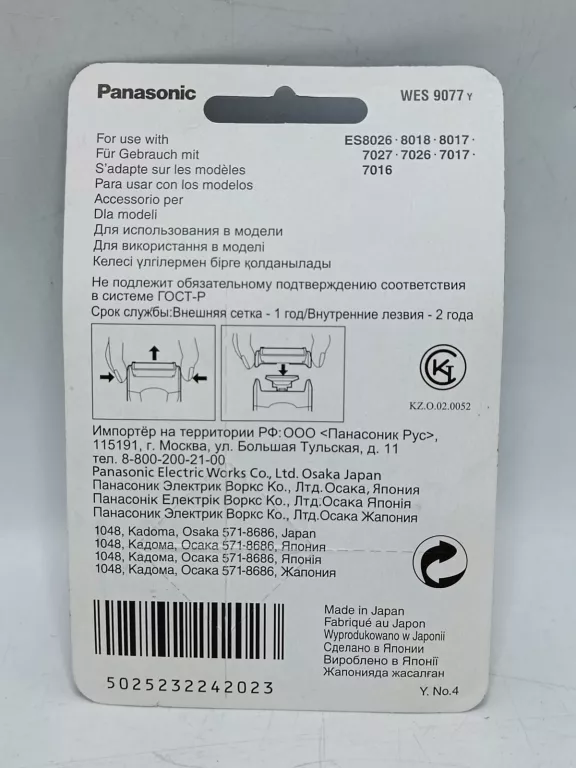 Panasonic
WES 9077 Y
For use with
Für Gebrauch mit
S'adapte sur les modèles
Para usar con los modelos
Accessorio per
Dla modeli
Для использования в модели
Для використання в моделі
Келесі үлгілермен бірге қолданылады
ES8026 · 8018 · 8017 ·
7027 · 7026 · 7017 ·
7016
Не подлежит обязательному подтверждению соответствия
в системе ГОСТ-Р
Срок службы:Внешняя сетка - 1 год/Внутренние лезвия - 2 года
KZ.O.02.0052
Импортёр на территории РФ:ООО <Панасоник Рус>,
115191, г. Москва, ул. Большая Тульская, д. 11
тел. 8-800-200-21-00
Panasonic Electric Works Co., Ltd. Osaka Japan
Панасоник Электрик Воркс Ко., Лтд.Осака, Япония
Панасонік Електрік Воркс Ко., Лтд.Осака, Японія
Панасоник Электрик Воркс Ко., Лтд.Осака Жапония
1048, Kadoma, Osaka 571-8686, Japan
1048, Кадома, Осака 571-8686, Япония
1048, Кадома, Осака 571-8686, Японія
1048, Кадома, Осака 571-8686, Жапония
5025232242023
Made in Japan
Fabriqué au Japon
Wyprodukowano w Japonii
Сделано в Японии
Вироблено в Японії
Жапонияда жасалған
Y. No.4